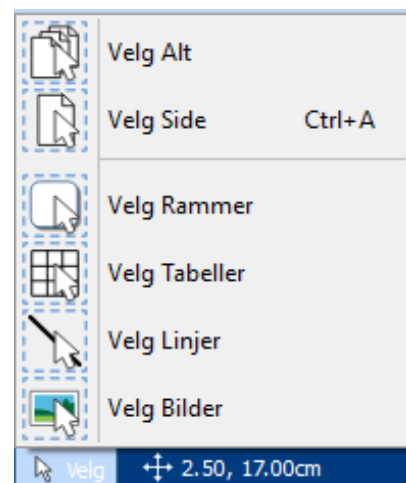 Velg Alt
Velg Side Ctrl+A
Velg Rammer
Velg Tabeller
Velg Linjer
Velg Bilder
Velg 2.50, 17.00cm